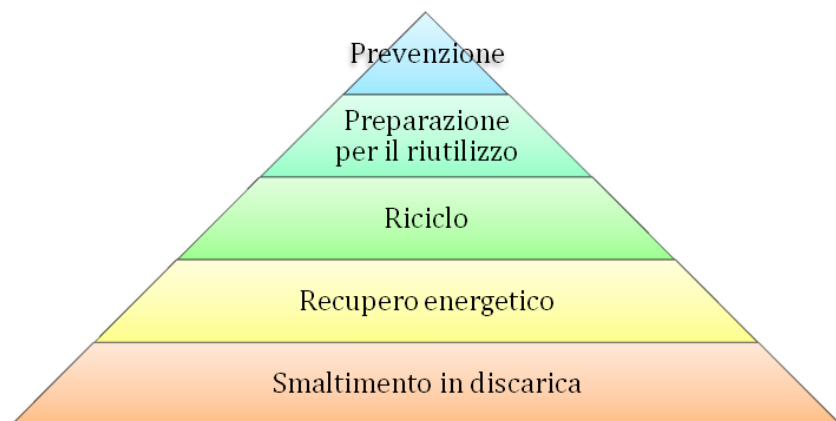 Prevenzione
Preparazione
per il riutilizzo
Riciclo
Recupero energetico
Smaltimento in discarica